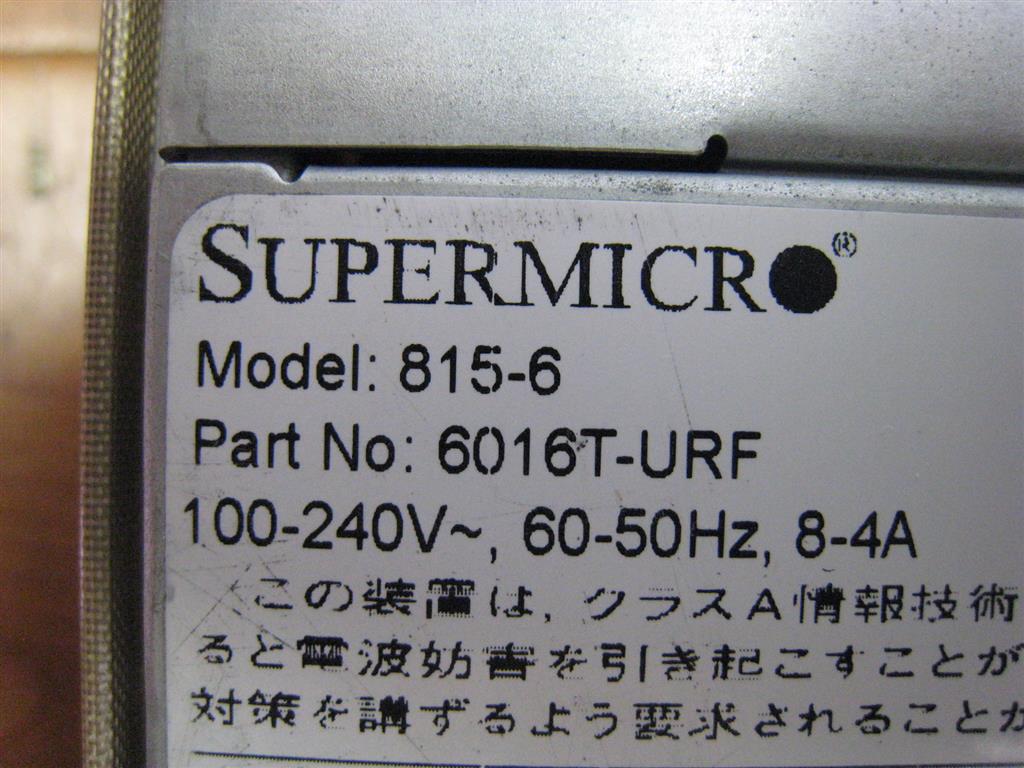 SUPERMICRO®
Model: 815-6
Part No: 6016T-URF
100-240V~, 60-50Hz, 8-4A
この装置は, クラスA情報技術
ると電波妨害を引き起こすことが
対策を講ずるよう要求されることが